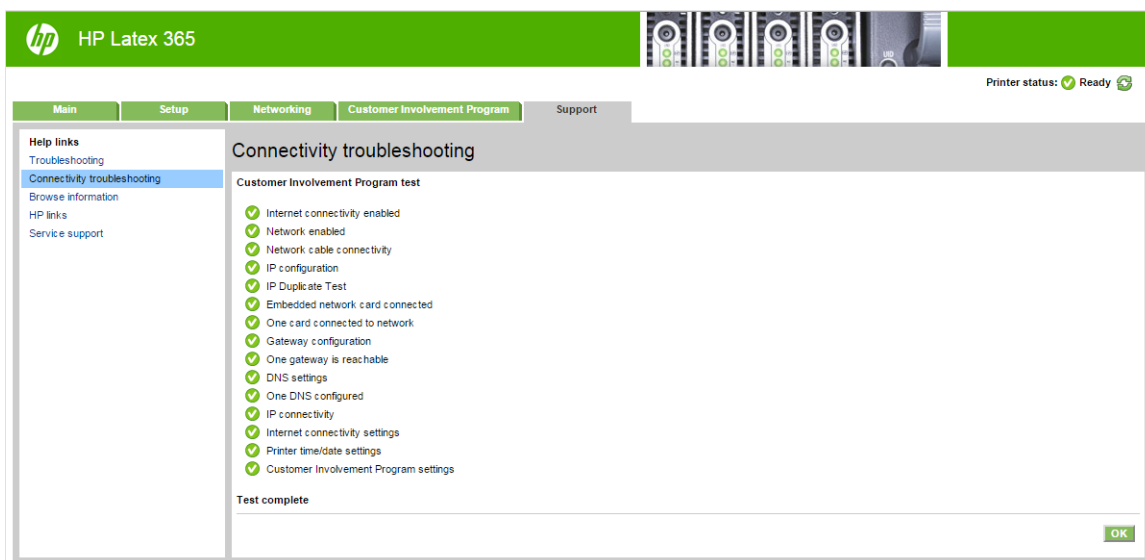 hp HP Latex 365
UID
Printer status: Ready
Main Setup Networking Customer Involvement Program Support
Help links
Troubleshooting
Connectivity troubleshooting
Browse information
HP links
Service support
Connectivity troubleshooting
Customer Involvement Program test
Internet connectivity enabled
Network enabled
Network cable connectivity
IP configuration
IP Duplicate Test
Embedded network card connected
One card connected to network
Gateway configuration
One gateway is reachable
DNS settings
One DNS configured
IP connectivity
Internet connectivity settings
Printer time/date settings
Customer Involvement Program settings
Test complete
OK